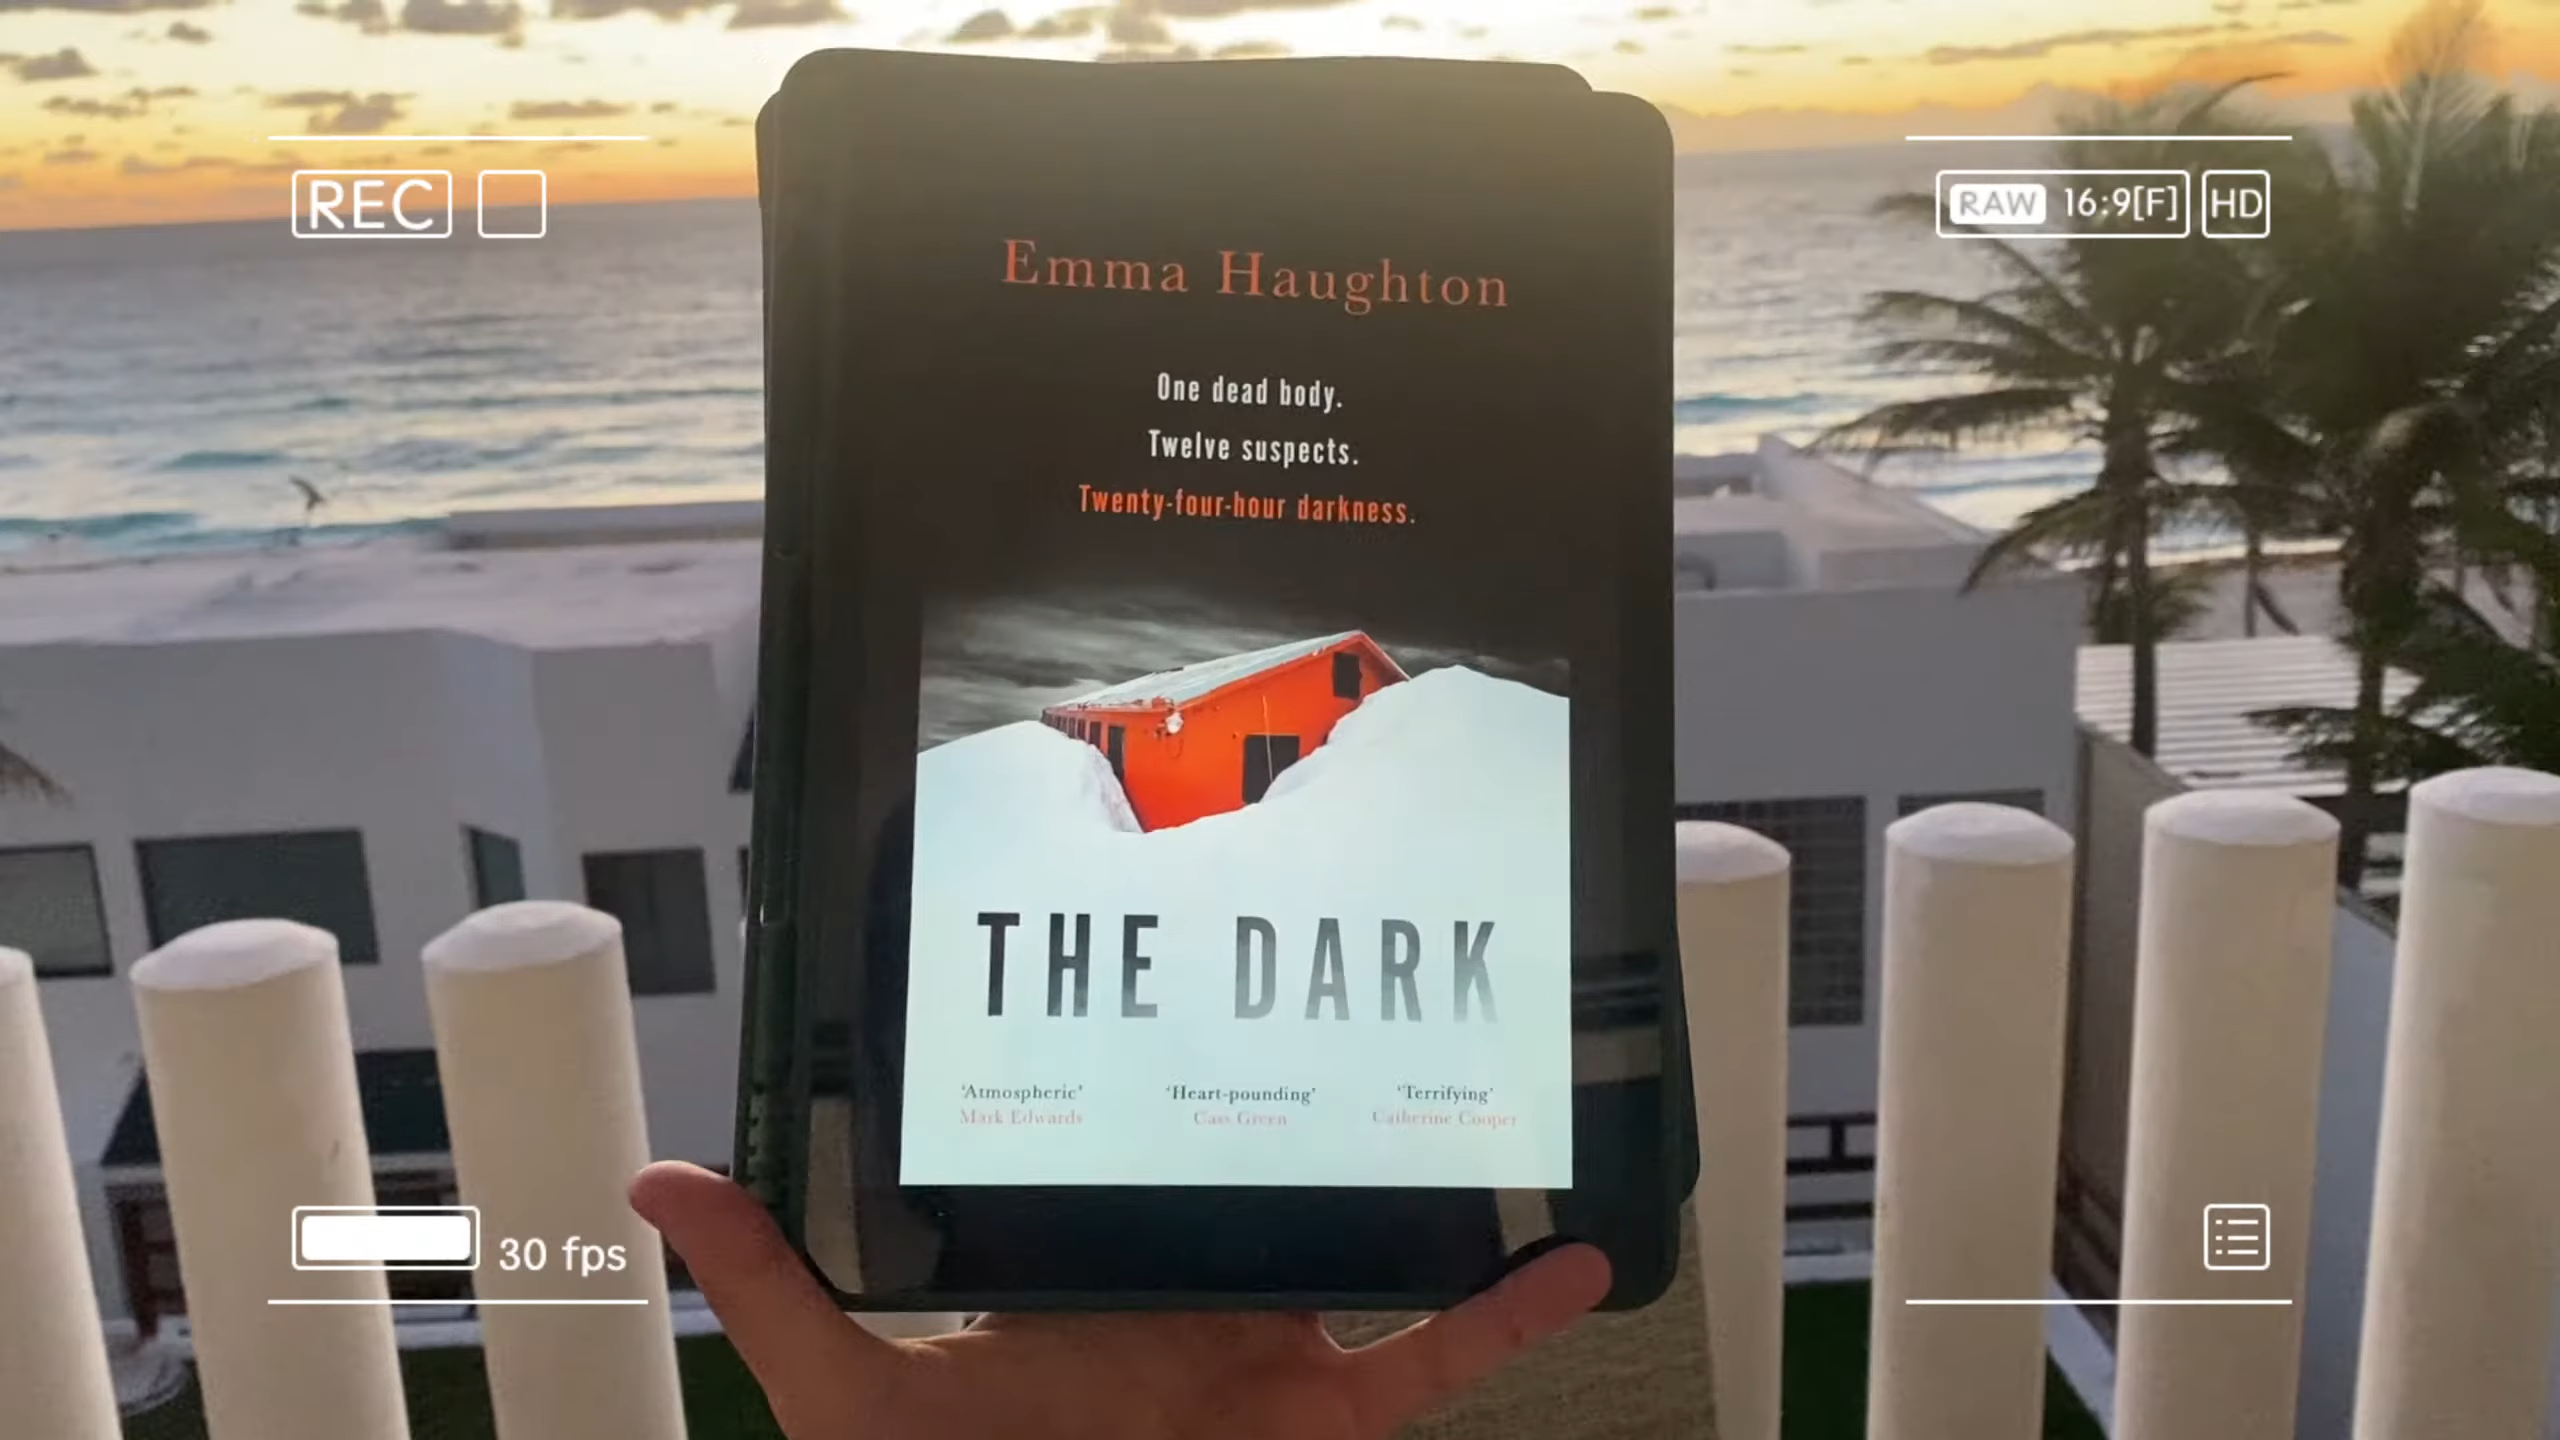 REC
RAW 16:9[F] HD
Emma Haughton
One dead body.
Twelve suspects.
Twenty-four-hour darkness.
THE DARK
‘Atmospheric’
Mark Edwards
‘Heart-pounding’
Cass Green
‘Terrifying’
Catherine Cooper
30 fps